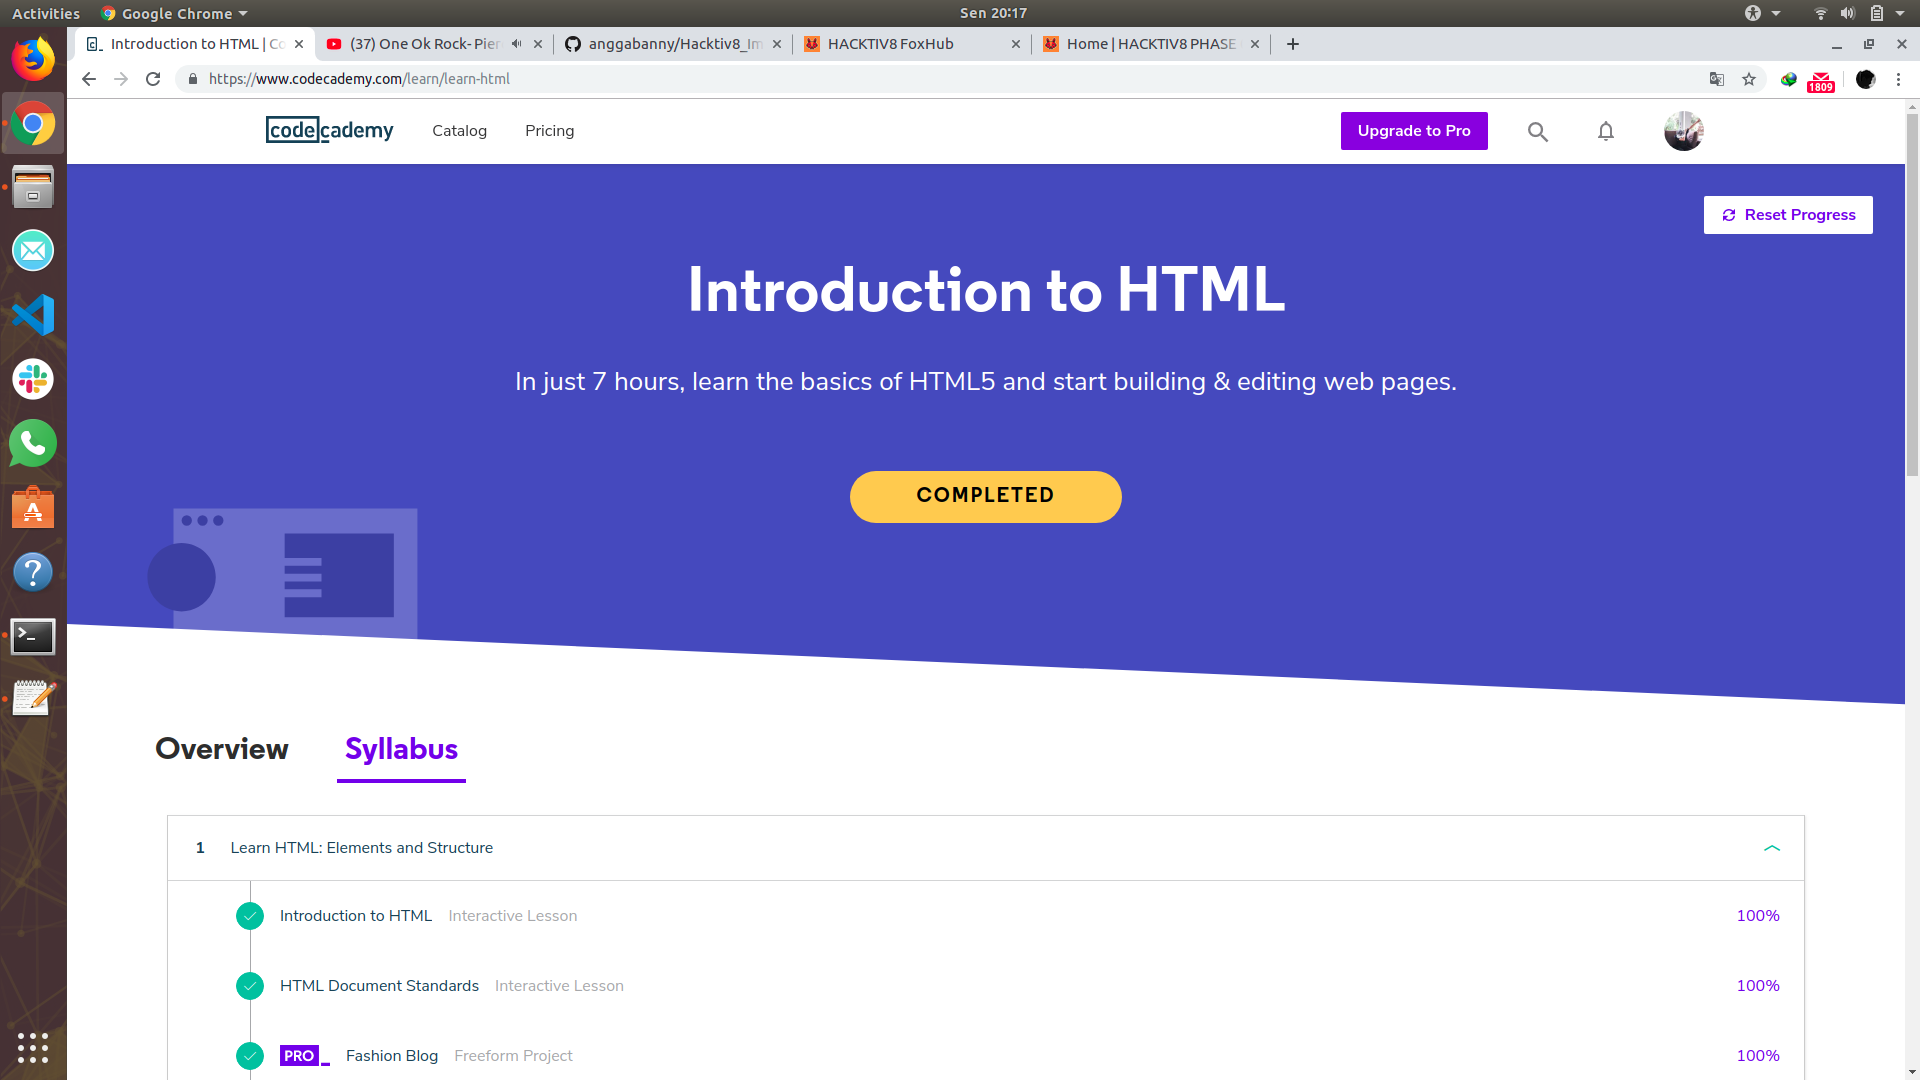 Activities Google Chrome Sen 20:17
Introduction to HTML | Co (37) One Ok Rock- Pier anggabanny/Hacktiv8_Im HACKTIV8 FoxHub Home | HACKTIV8 PHASE
https://www.codecademy.com/learn/learn-html 1809
codecademy Catalog Pricing Upgrade to Pro
Reset Progress
Introduction to HTML
In just 7 hours, learn the basics of HTML5 and start building & editing web pages.
COMPLETED
Overview Syllabus
1 Learn HTML: Elements and Structure
Introduction to HTML Interactive Lesson 100%
HTML Document Standards Interactive Lesson 100%
PRO_ Fashion Blog Freeform Project 100%